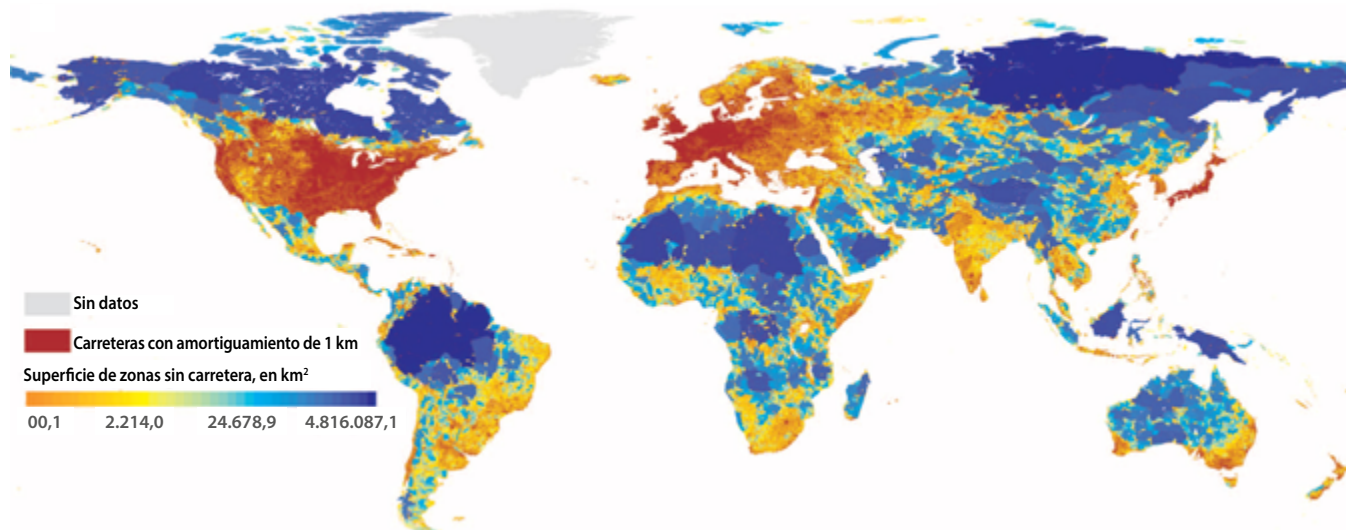 Sin datos
Carreteras con amortiguamiento de 1 km
Superficie de zonas sin carretera, en km²
00,1 2.214,0 24.678,9 4.816.087,1